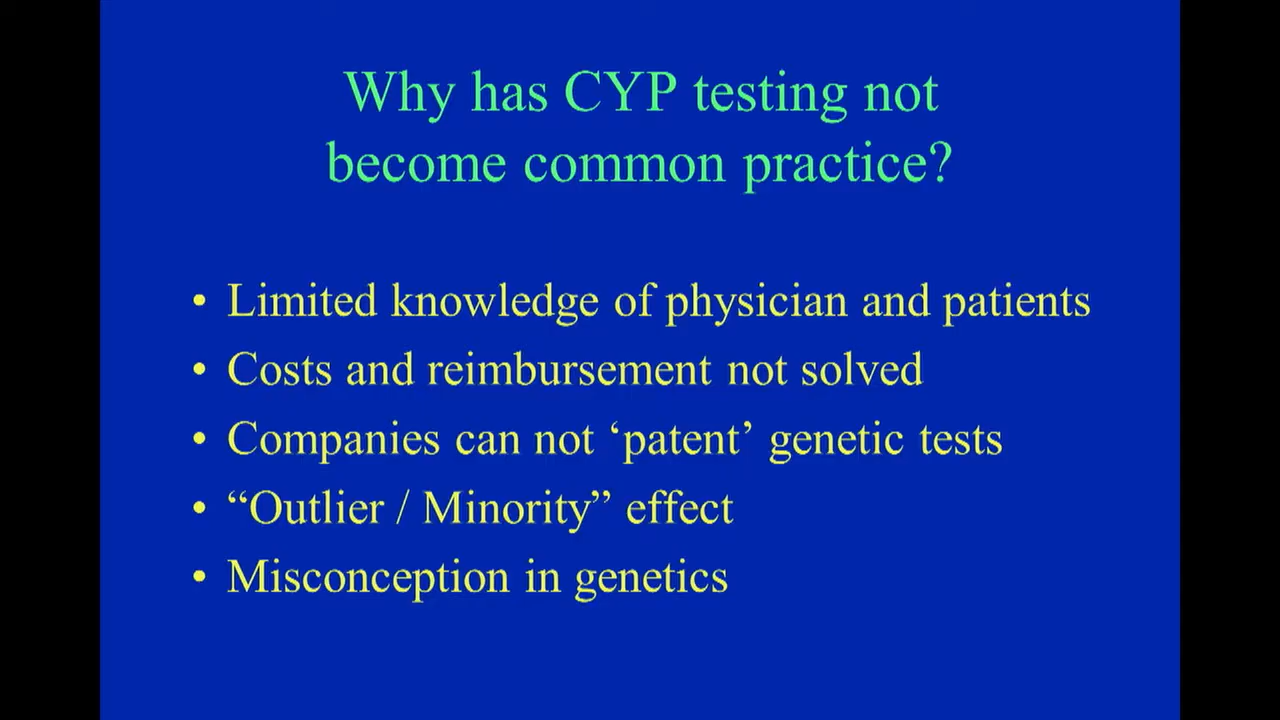 Why has CYP testing not
become common practice?
• Limited knowledge of physician and patients
• Costs and reimbursement not solved
• Companies can not ‘patent’ genetic tests
• “Outlier / Minority” effect
• Misconception in genetics